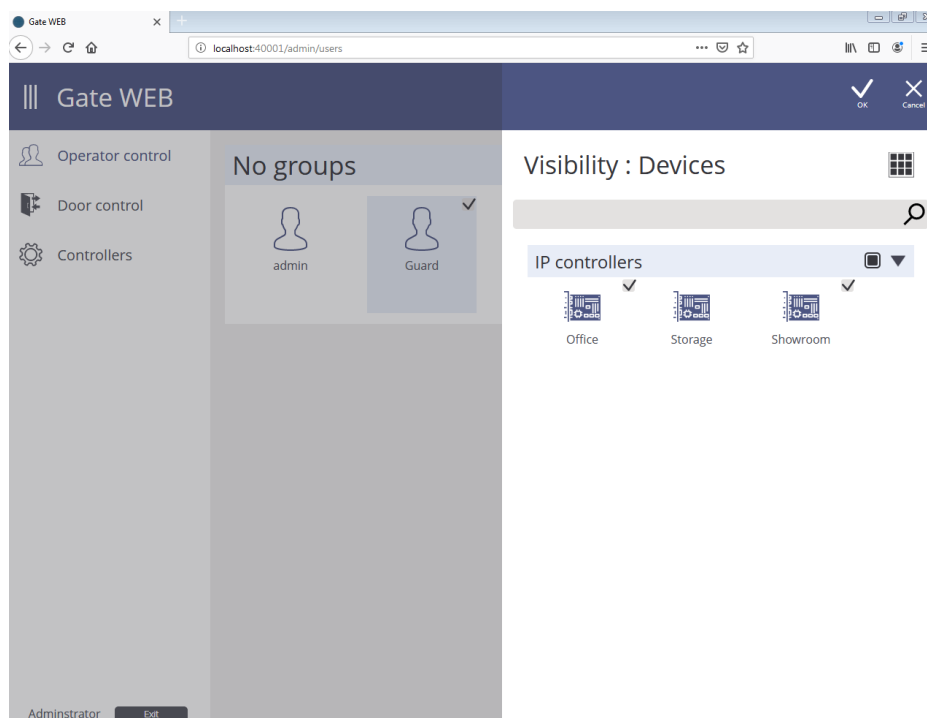 Gate WEB
localhost:40001/admin/users
Gate WEB
OK
Cancel
Operator control
Door control
Controllers
No groups
admin
Guard
Visibility : Devices
IP controllers
Office
Storage
Showroom
Adminstrator
Exit